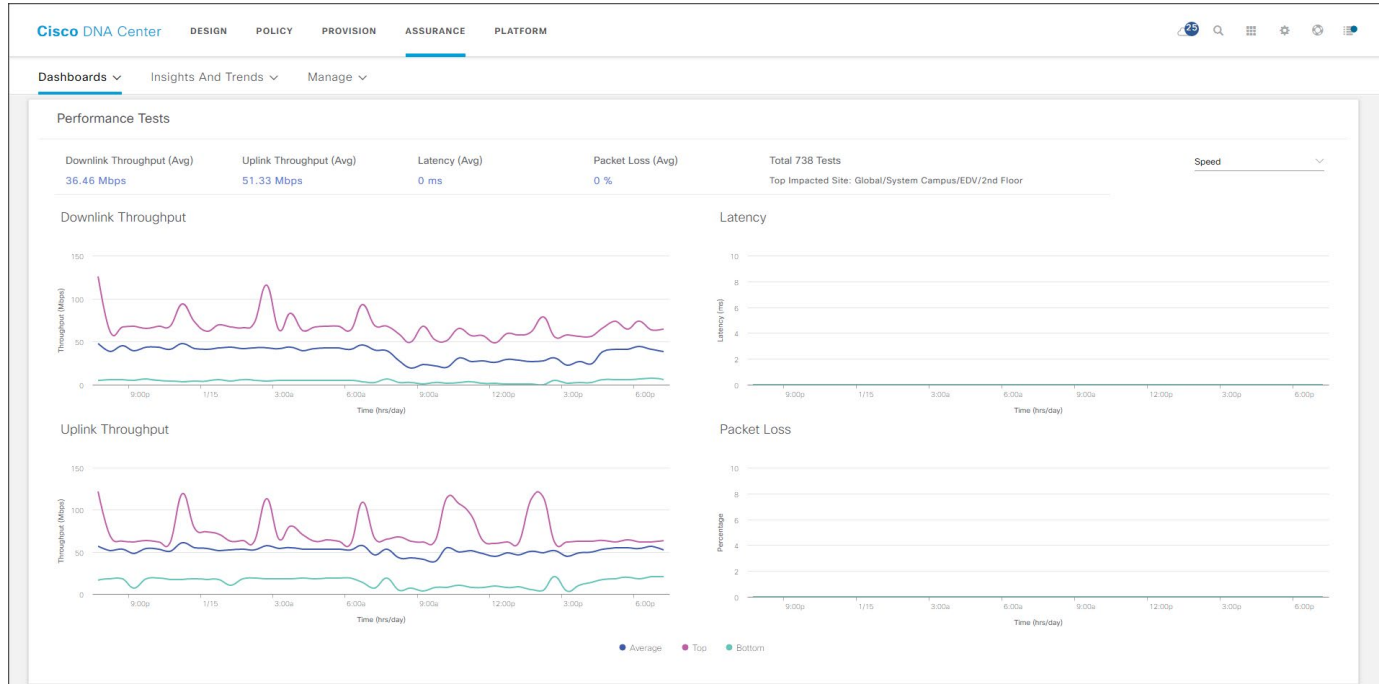 Cisco DNA Center DESIGN POLICY PROVISION ASSURANCE PLATFORM 25
Dashboards Insights And Trends Manage
Performance Tests
Downlink Throughput (Avg) Uplink Throughput (Avg) Latency (Avg) Packet Loss (Avg) Total 738 Tests Speed
36.46 Mbps 51.33 Mbps 0 ms 0 % Top Impacted Site: Global/System Campus/EDV/2nd Floor
Downlink Throughput
Throughput (Mbps)
150
100
50
0
9:00p 1/15 3:00a 6:00a 9:00a 12:00p 3:00p 6:00p
Time (hrs/day)
Latency
Latency (ms)
10
8
6
4
2
0
9:00p 1/15 3:00a 6:00a 9:00a 12:00p 3:00p 6:00p
Time (hrs/day)
Uplink Throughput
Throughput (Mbps)
150
100
50
0
9:00p 1/15 3:00a 6:00a 9:00a 12:00p 3:00p 6:00p
Time (hrs/day)
Packet Loss
Percentage
10
8
6
4
2
0
9:00p 1/15 3:00a 6:00a 9:00a 12:00p 3:00p 6:00p
Time (hrs/day)
Average Top Bottom